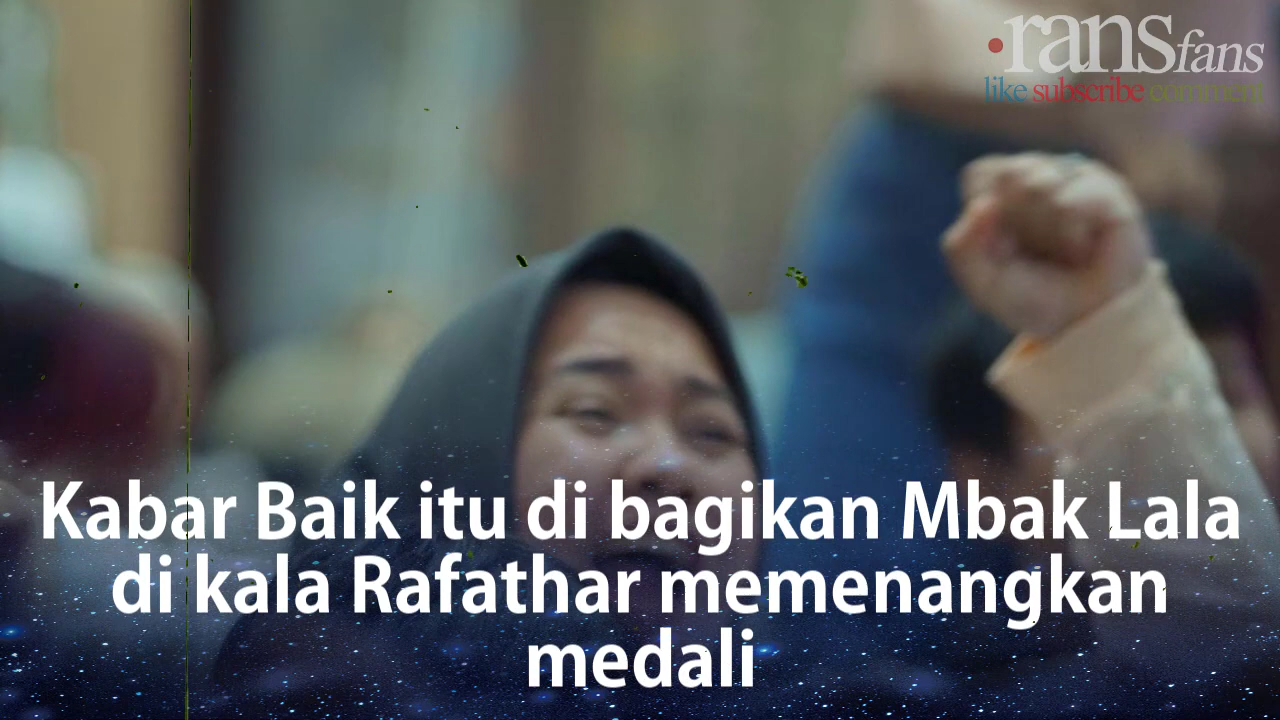 ransfans
like subscribe comment
Kabar Baik itu di bagikan Mbak Lala
di kala Rafathar memenangkan
medali